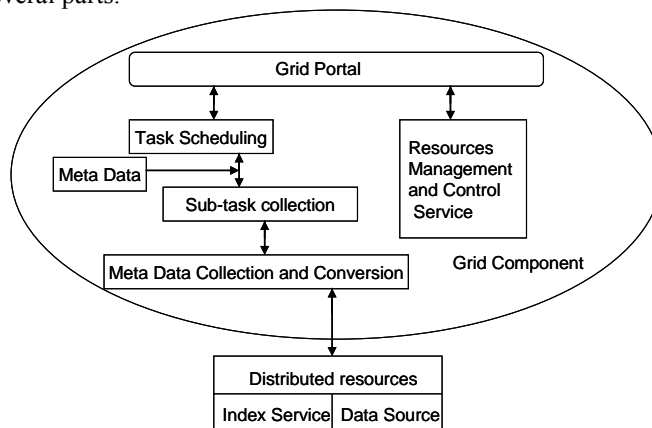 several parts.
Grid Portal
Task Scheduling
Meta Data
Sub-task collection
Meta Data Collection and Conversion
Resources
Management
and Control
Service
Grid Component
Distributed resources
Index Service
Data Source